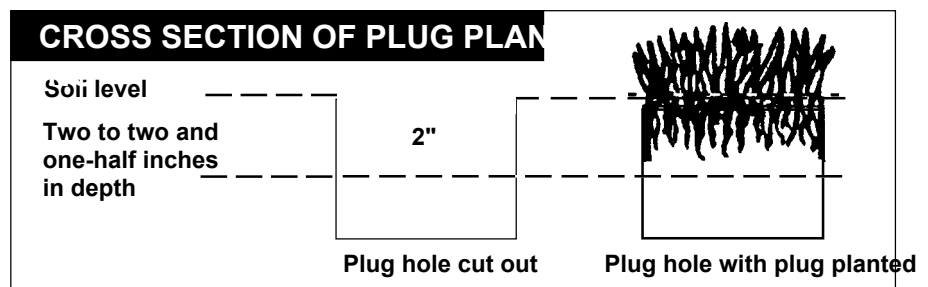 CROSS SECTION OF PLUG PLAN
Soil level
Two to two and
one-half inches
in depth
2"
Plug hole cut out
Plug hole with plug planted